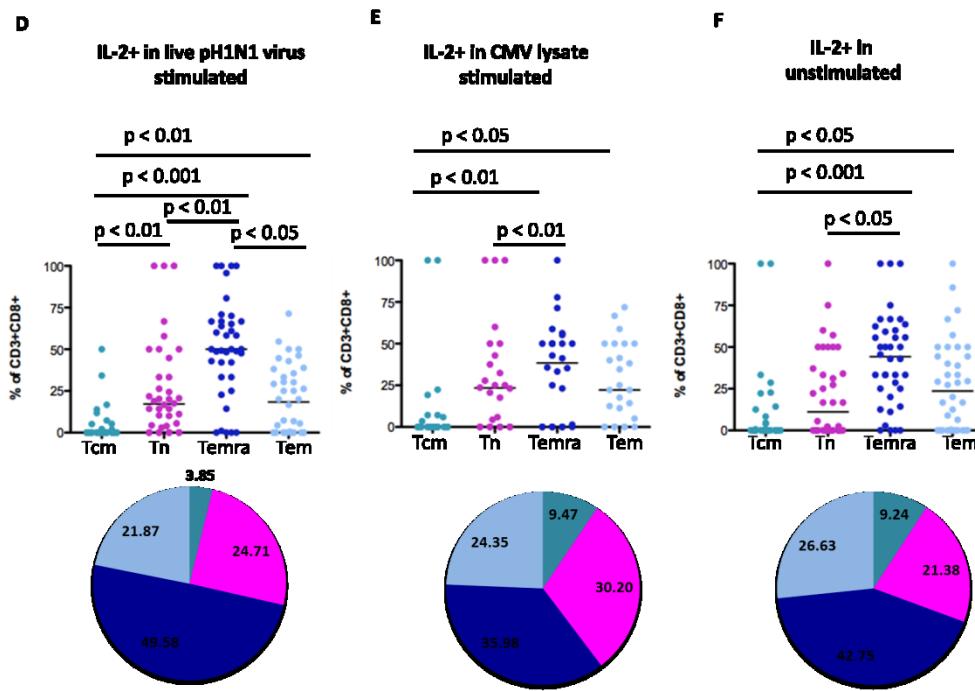 D
IL-2+ in live pH1N1 virus
stimulated
p < 0.01
p < 0.001
p < 0.01
p < 0.01
p < 0.05
% of CD3+CD8+
100
75
50
25
0
Tcm Tn Temra Tem
3.85
21.87
24.71
49.58
E
IL-2+ in CMV lysate
stimulated
p < 0.05
p < 0.01
p < 0.01
% of CD3+CD8+
100
75
50
25
0
Tcm Tn Temra Tem
9.47
24.35
30.20
35.98
F
IL-2+ in
unstimulated
p < 0.05
p < 0.001
p < 0.05
% of CD3+CD8+
100
75
50
25
0
Tcm Tn Temra Tem
9.24
26.63
21.38
42.75